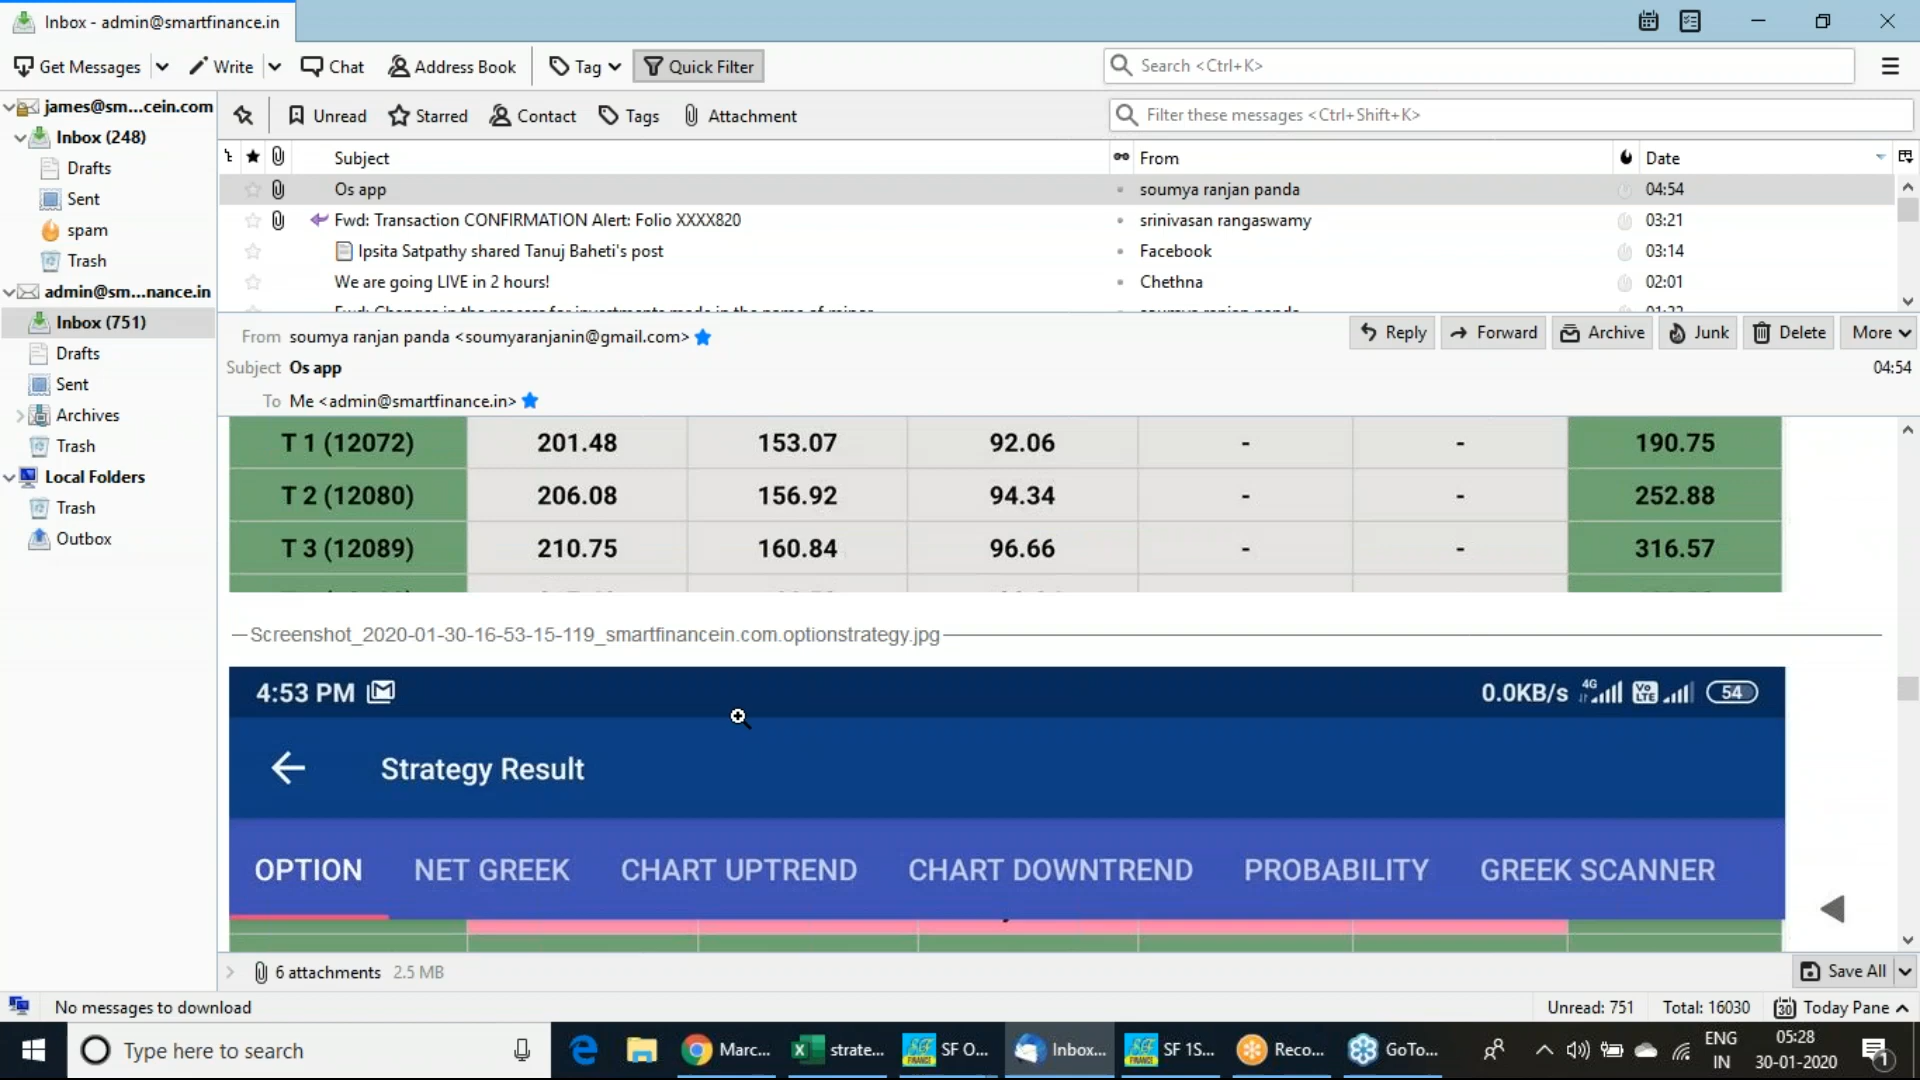 Inbox - admin@smartfinance.in
Get Messages
Write
Chat
Address Book
Tag
Quick Filter
Search <Ctrl+K>
james@sm...cein.com
Inbox (248)
Drafts
Sent
spam
Trash
admin@sm...nance.in
Inbox (751)
Drafts
Sent
Archives
Trash
Local Folders
Trash
Outbox
Unread
Starred
Contact
Tags
Attachment
Filter these messages <Ctrl+Shift+K>
Subject From Date
Os app soumya ranjan panda 04:54
Fwd: Transaction CONFIRMATION Alert: Folio XXXX820 srinivasan rangaswamy 03:21
Ipsita Satpathy shared Tanuj Baheti's post Facebook 03:14
We are going LIVE in 2 hours! Chethna 02:01
From soumya ranjan panda <soumyaranjanin@gmail.com>
Reply Forward Archive Junk Delete More
Subject Os app 04:54
To Me <admin@smartfinance.in>
T 1 (12072) 201.48 153.07 92.06 - - 190.75
T 2 (12080) 206.08 156.92 94.34 - - 252.88
T 3 (12089) 210.75 160.84 96.66 - - 316.57
Screenshot_2020-01-30-16-53-15-119_smartfinancein.com.optionstrategy.jpg
4:53 PM 0.0KB/s 4G Vo LTE 54
Strategy Result
OPTION NET GREEK CHART UPTREND CHART DOWNTREND PROBABILITY GREEK SCANNER
6 attachments 2.5 MB Save All
No messages to download Unread: 751 Total: 16030 30 Today Pane
Type here to search
Marc...
strate...
SF O...
Inbox...
SF 1S...
Reco...
GoTo...
ENG
IN
05:28
30-01-2020
1